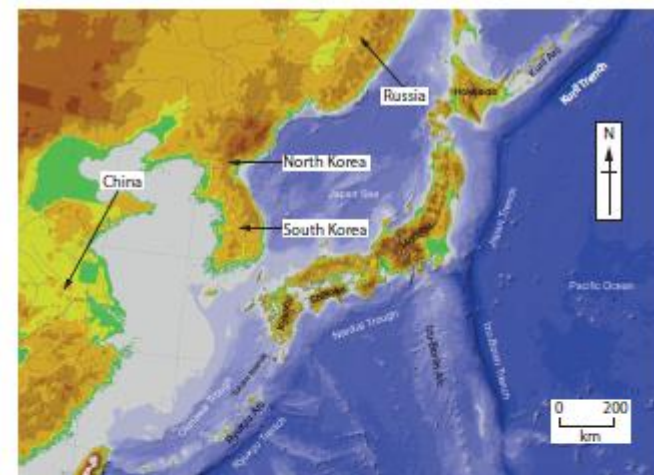 Russia
Kuril Arc
Kuril Trench
Hokkaido
N
North Korea
China
Japan Sea
South Korea
Honshu
Japan Trench
Pacific Ocean
Shikoku
Kyushu
Nankai Trough
Izu-Bonin Arc
Izu-Bonin Trench
Okinawa Trough
Ryukyu Arc
Ryukyu Trench
0 200
km